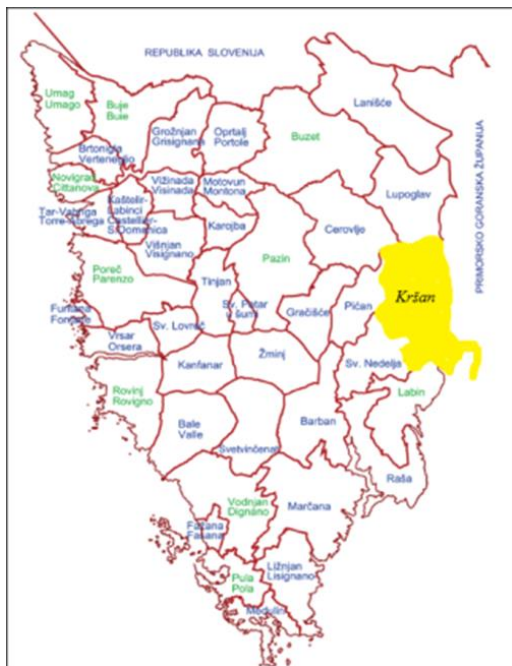 REPUBLIKA SLOVENIJA
PRIMORSKO GORANSKA ŽUPANIJA
Umag
Umago
Buje
Buie
Grožnjan
Grisignana
Oprtalj
Portole
Buzet
Lanišće
Brtonigla
Verteneglio
Novigrad
Cittanova
Kaštelir-
Labinci
Castellier-
S.Domenica
Vižinada
Visinada
Motovun
Montona
Lupoglav
Tar-Vabriga
Torre-Abrega
Karojba
Cerovlje
Višnjan
Visignano
Pazin
Poreč
Parenzo
Tinjan
Sv. Petar
u šumi
Gračišće
Pićan
Kršan
Funtana
Fontane
Vrsar
Orsera
Sv. Lovreč
Kanfanar
Žminj
Sv. Nedelja
Labin
Rovinj
Rovigno
Bale
Valle
Svetvinčenat
Barban
Raša
Vodnjan
Dignano
Marčana
Fažana
Fasana
Ližnjan
Lisignano
Pula
Pola
Medulin